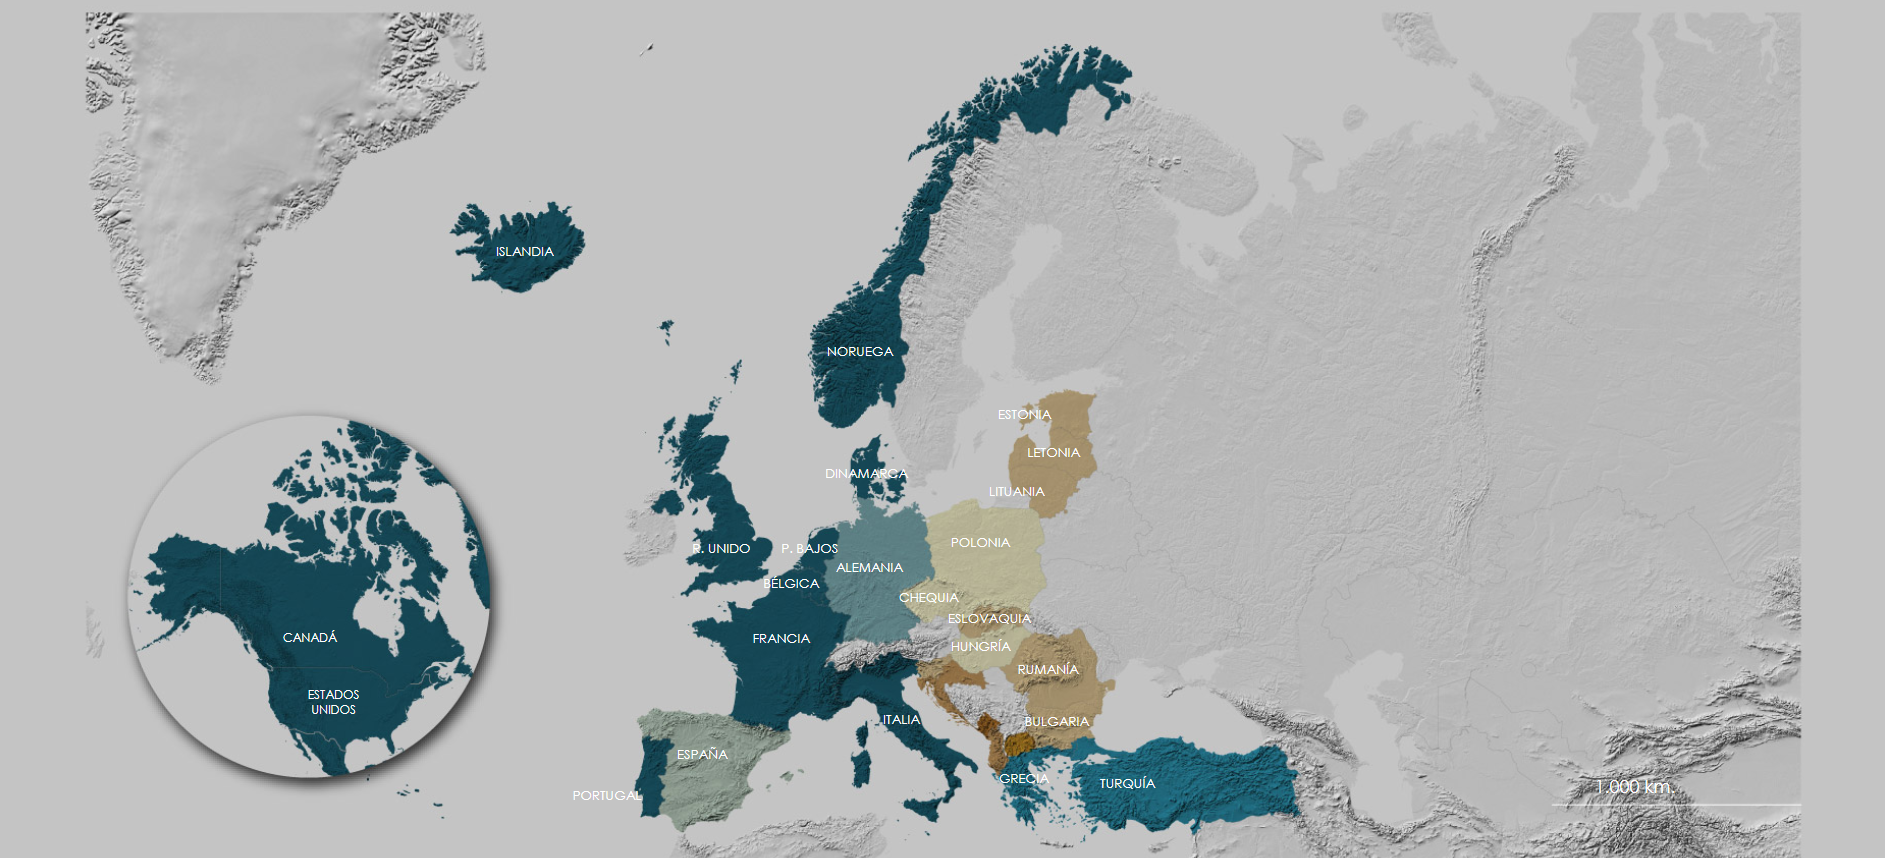 ISLANDIA
NORUEGA
ESTONIA
LETONIA
DINAMARCA
LITUANIA
POLONIA
R. UNIDO
P. BAJOS
ALEMANIA
BÉLGICA
CHEQUIA
ESLOVAQUIA
CANADÁ
FRANCIA
HUNGRÍA
RUMANÍA
ESTADOS
UNIDOS
ITALIA
BULGARIA
ESPAÑA
GRECIA
TURQUÍA
1.000 km.
PORTUGAL